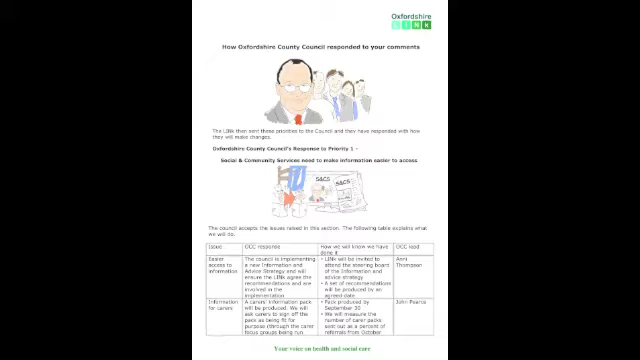 Oxfordshire
LINk
How Oxfordshire County Council responded to your comments
The LINk then sent these priorities to the Council and they have responded with how
they will make changes.
Oxfordshire County Council's Response to Priority 1 –
Social & Community Services need to make information easier to access
S&CS
S&CS
The council accepts the issues raised in this section. The following table explains what
we will do.
Issue OCC response How we will know we have OCC lead
done it
Easier The council is implementing • LINk will be invited to Ann
access to a new Information and attend the steering board Thompson
information Advice Strategy and will of the Information and
ensure the LINk agree the advice strategy
recommendations and are • A set of recommendations
involved in the will be produced by an
implementation agreed date
Information A carers' information pack • Pack produced by John Pearce
for carers will be produced. We will September 30
ask carers to sign off the • We will measure the
pack as being fit for number of carer packs
purpose (through the carer sent out as a percent of
focus groups being run referrals from October
Your voice on health and social care